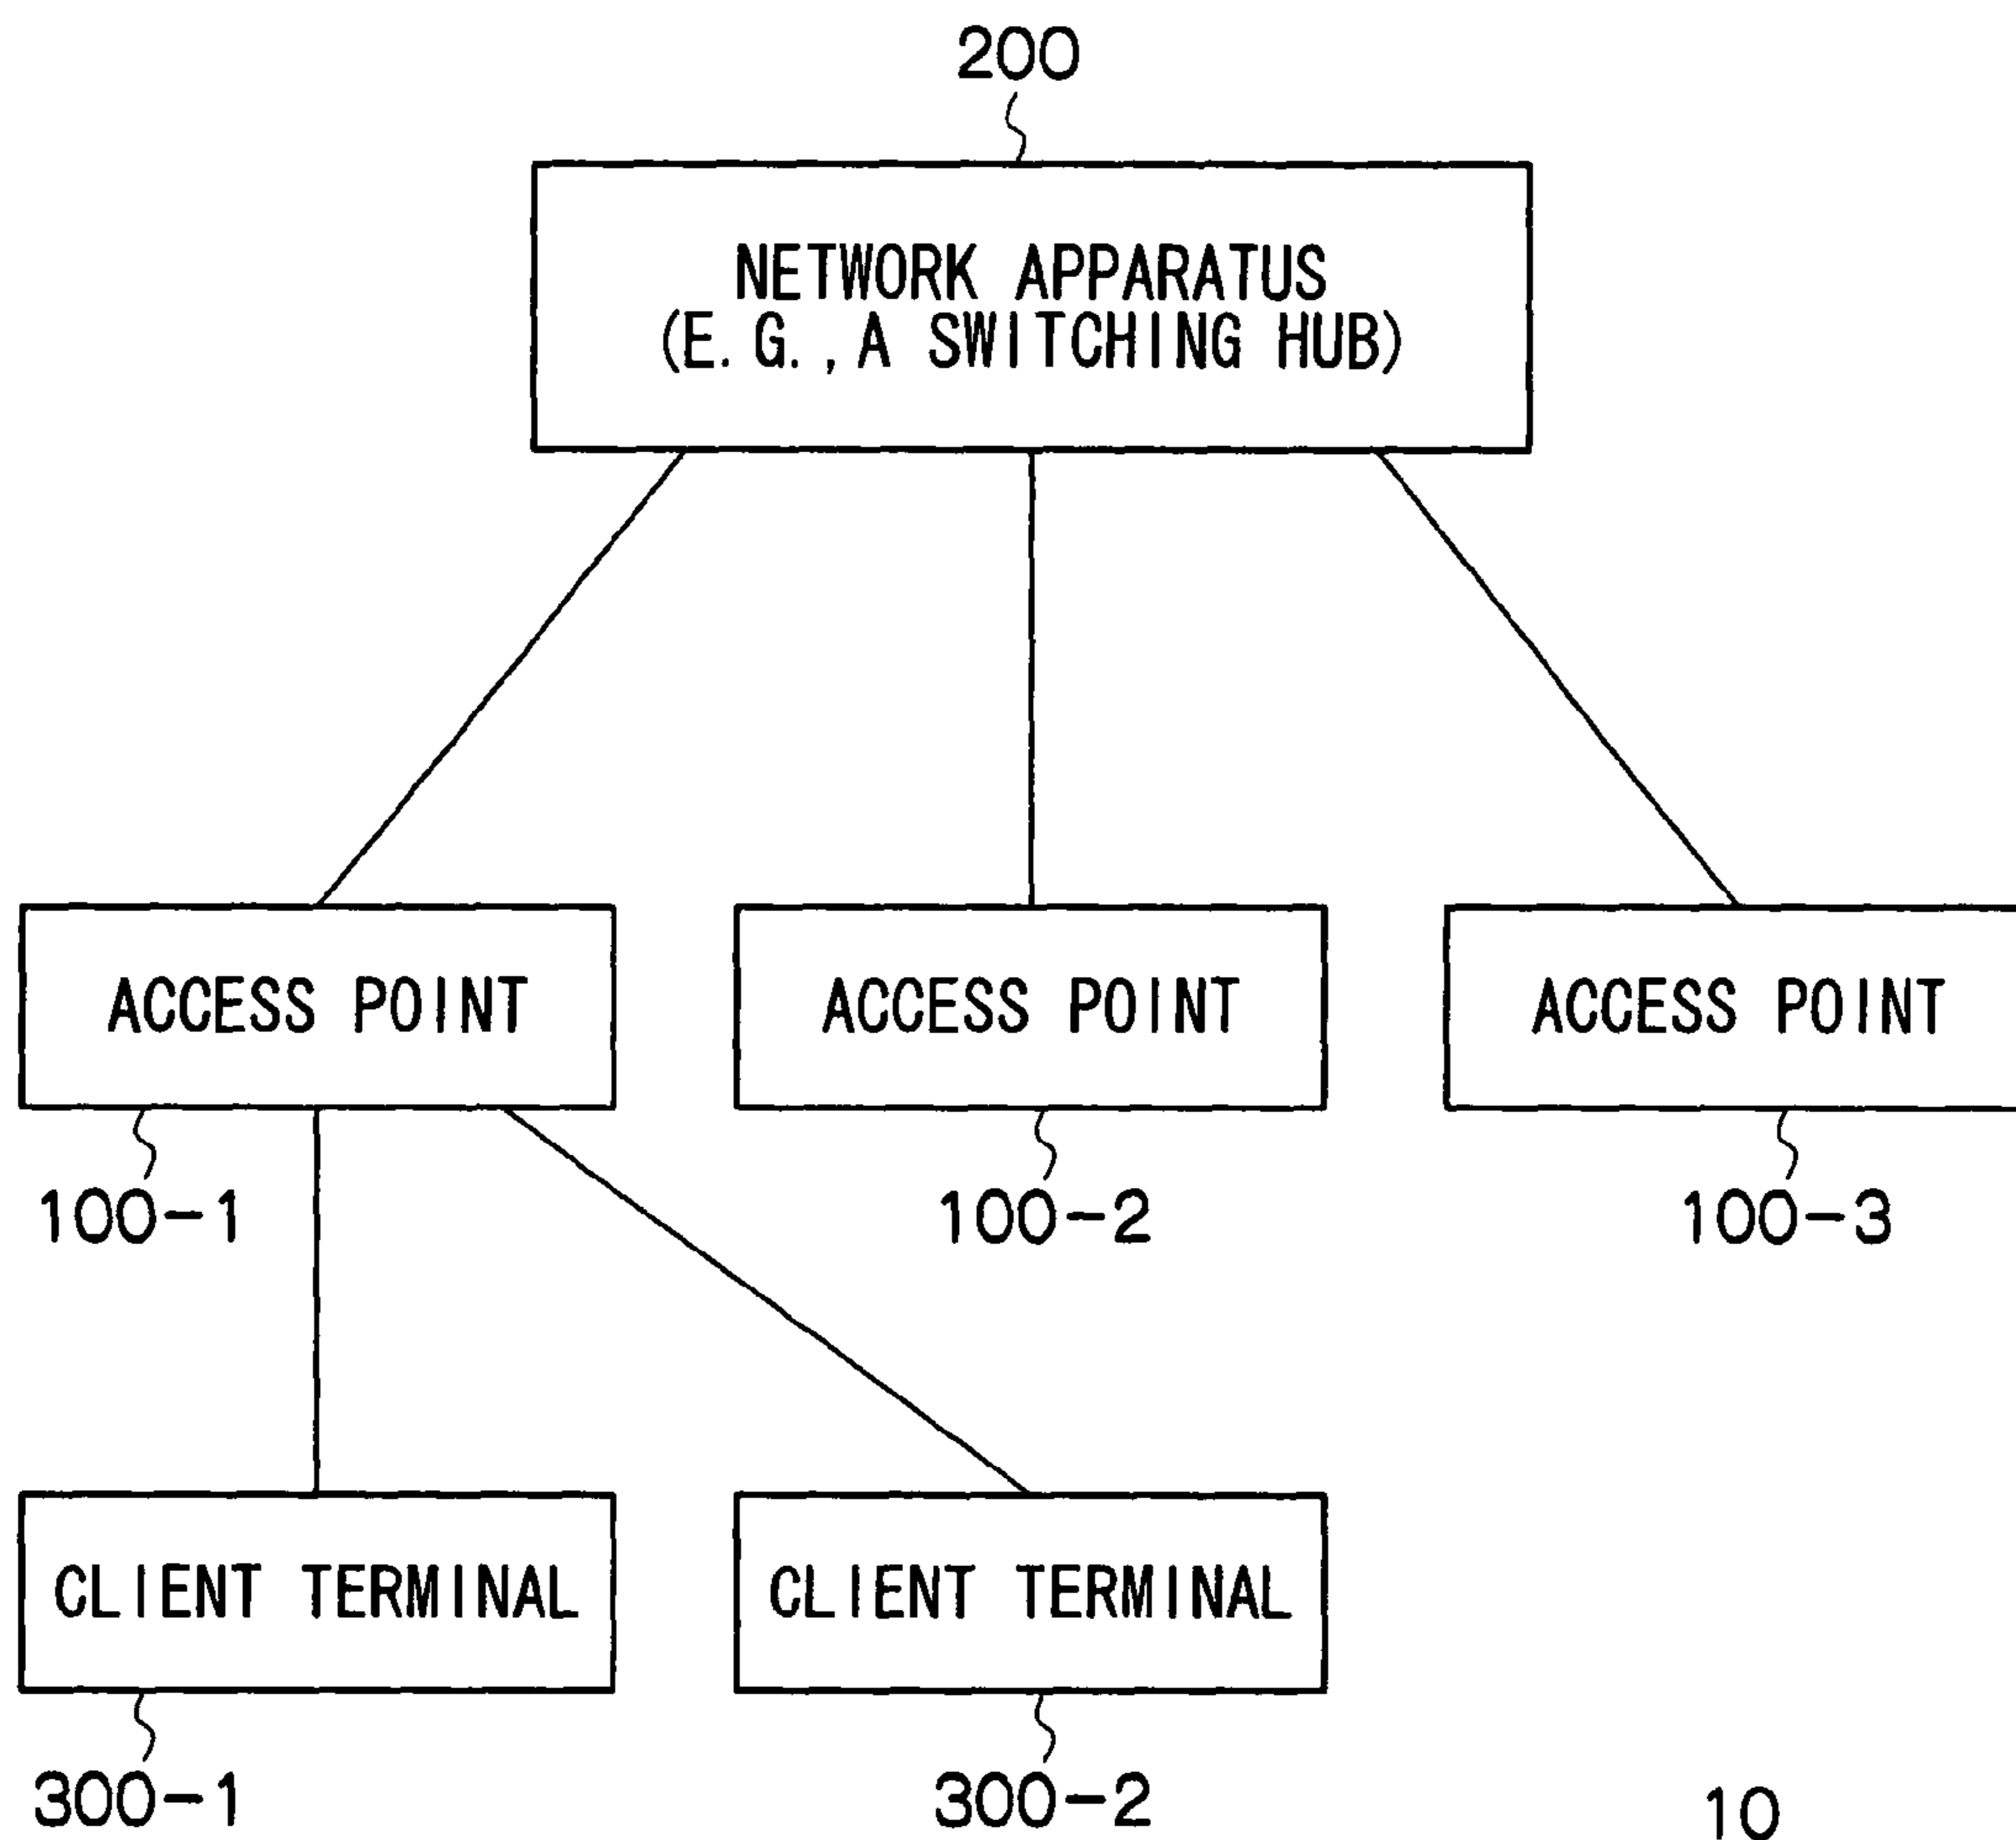 200
NETWORK APPARATUS
(E.G.,A SWITCHING HUB)
ACCESS POINT
ACCESS POINT
ACCESS POINT
100-1
100-2
100-3
CLIENT TERMINAL
CLIENT TERMINAL
300-1
300-2
10